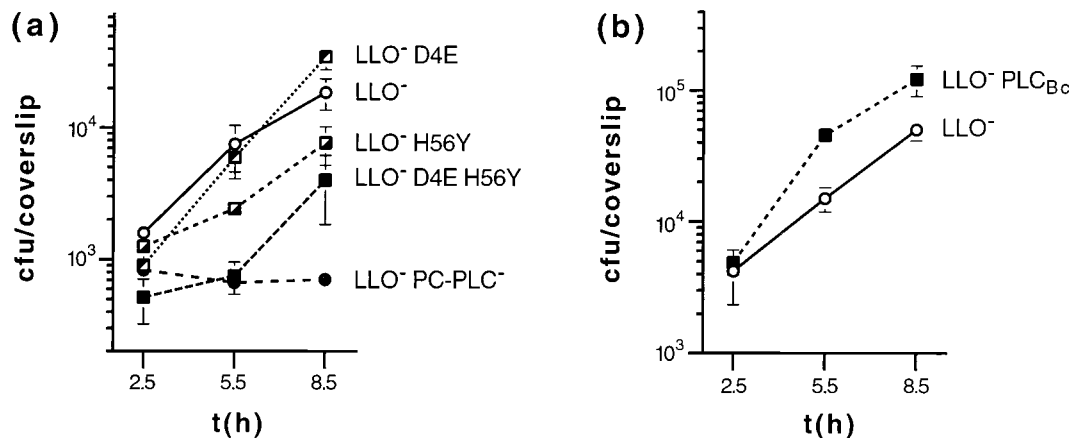 (a)
cfu/coverslip
10⁴
10³
2.5 5.5 8.5
t(h)
LLO⁻ D4E
LLO⁻
LLO⁻ H56Y
LLO⁻ D4E H56Y
LLO⁻ PC-PLC⁻
(b)
cfu/coverslip
10⁵
10⁴
10³
2.5 5.5 8.5
t(h)
LLO⁻ PLC_Bc
LLO⁻